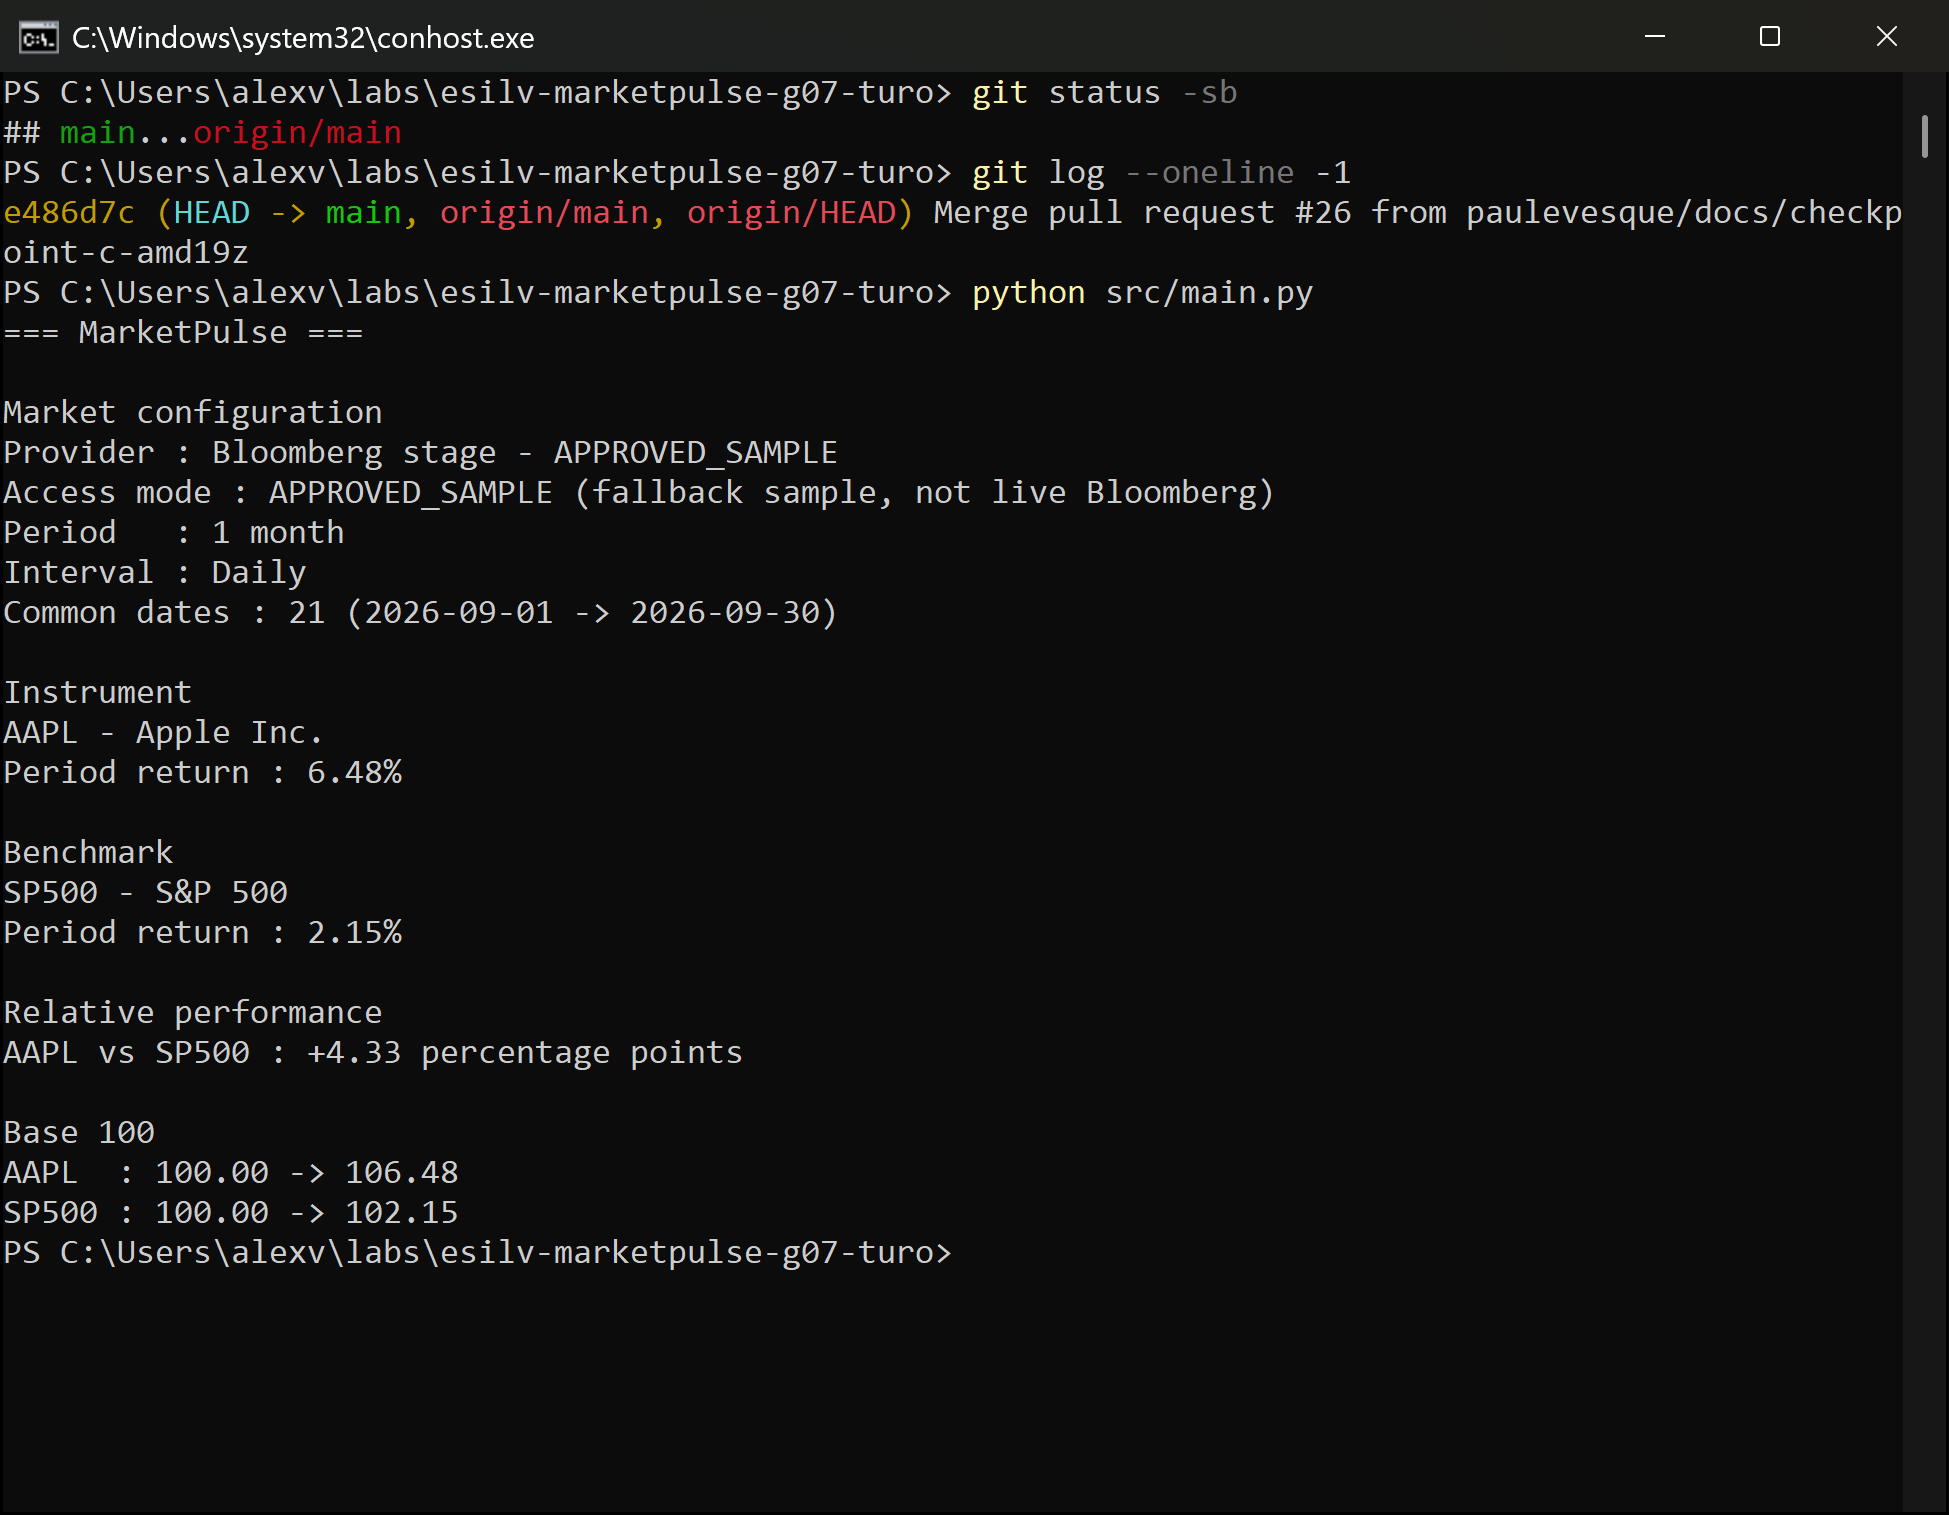 C:\Windows\system32\conhost.exe
PS C:\Users\alexv\labs\esilv-marketpulse-g07-turo> git status -sb
## main...origin/main
PS C:\Users\alexv\labs\esilv-marketpulse-g07-turo> git log --oneline -1
e486d7c (HEAD -> main, origin/main, origin/HEAD) Merge pull request #26 from paulevesque/docs/checkp
oint-c-amd19z
PS C:\Users\alexv\labs\esilv-marketpulse-g07-turo> python src/main.py
=== MarketPulse ===
Market configuration
Provider : Bloomberg stage - APPROVED_SAMPLE
Access mode : APPROVED_SAMPLE (fallback sample, not live Bloomberg)
Period   : 1 month
Interval : Daily
Common dates : 21 (2026-09-01 -> 2026-09-30)
Instrument
AAPL - Apple Inc.
Period return : 6.48%
Benchmark
SP500 - S&P 500
Period return : 2.15%
Relative performance
AAPL vs SP500 : +4.33 percentage points
Base 100
AAPL  : 100.00 -> 106.48
SP500 : 100.00 -> 102.15
PS C:\Users\alexv\labs\esilv-marketpulse-g07-turo>